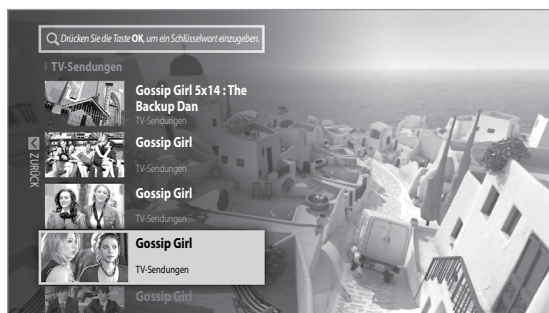 Drücken Sie die Taste OK, um ein Schlüsselwort einzugeben.
TV-Sendungen
Gossip Girl 5x14 : The
Backup Dan
TV-Sendungen
ZURÜCK
Gossip Girl
TV-Sendungen
Gossip Girl
TV-Sendungen
Gossip Girl
TV-Sendungen
Gossip Girl